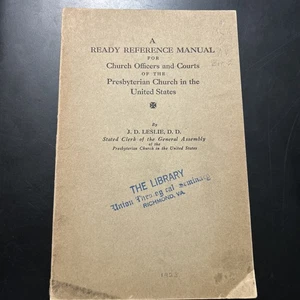 A
READY REFERENCE MANUAL
FOR
Church Officers and Courts
OF THE
Presbyterian Church in the
United States
By
J. D. LESLIE, D. D.
Stated Clerk of the General Assembly
of the
Presbyterian Church in the United States
THE LIBRARY
Union Theological Seminary
RICHMOND, VA.